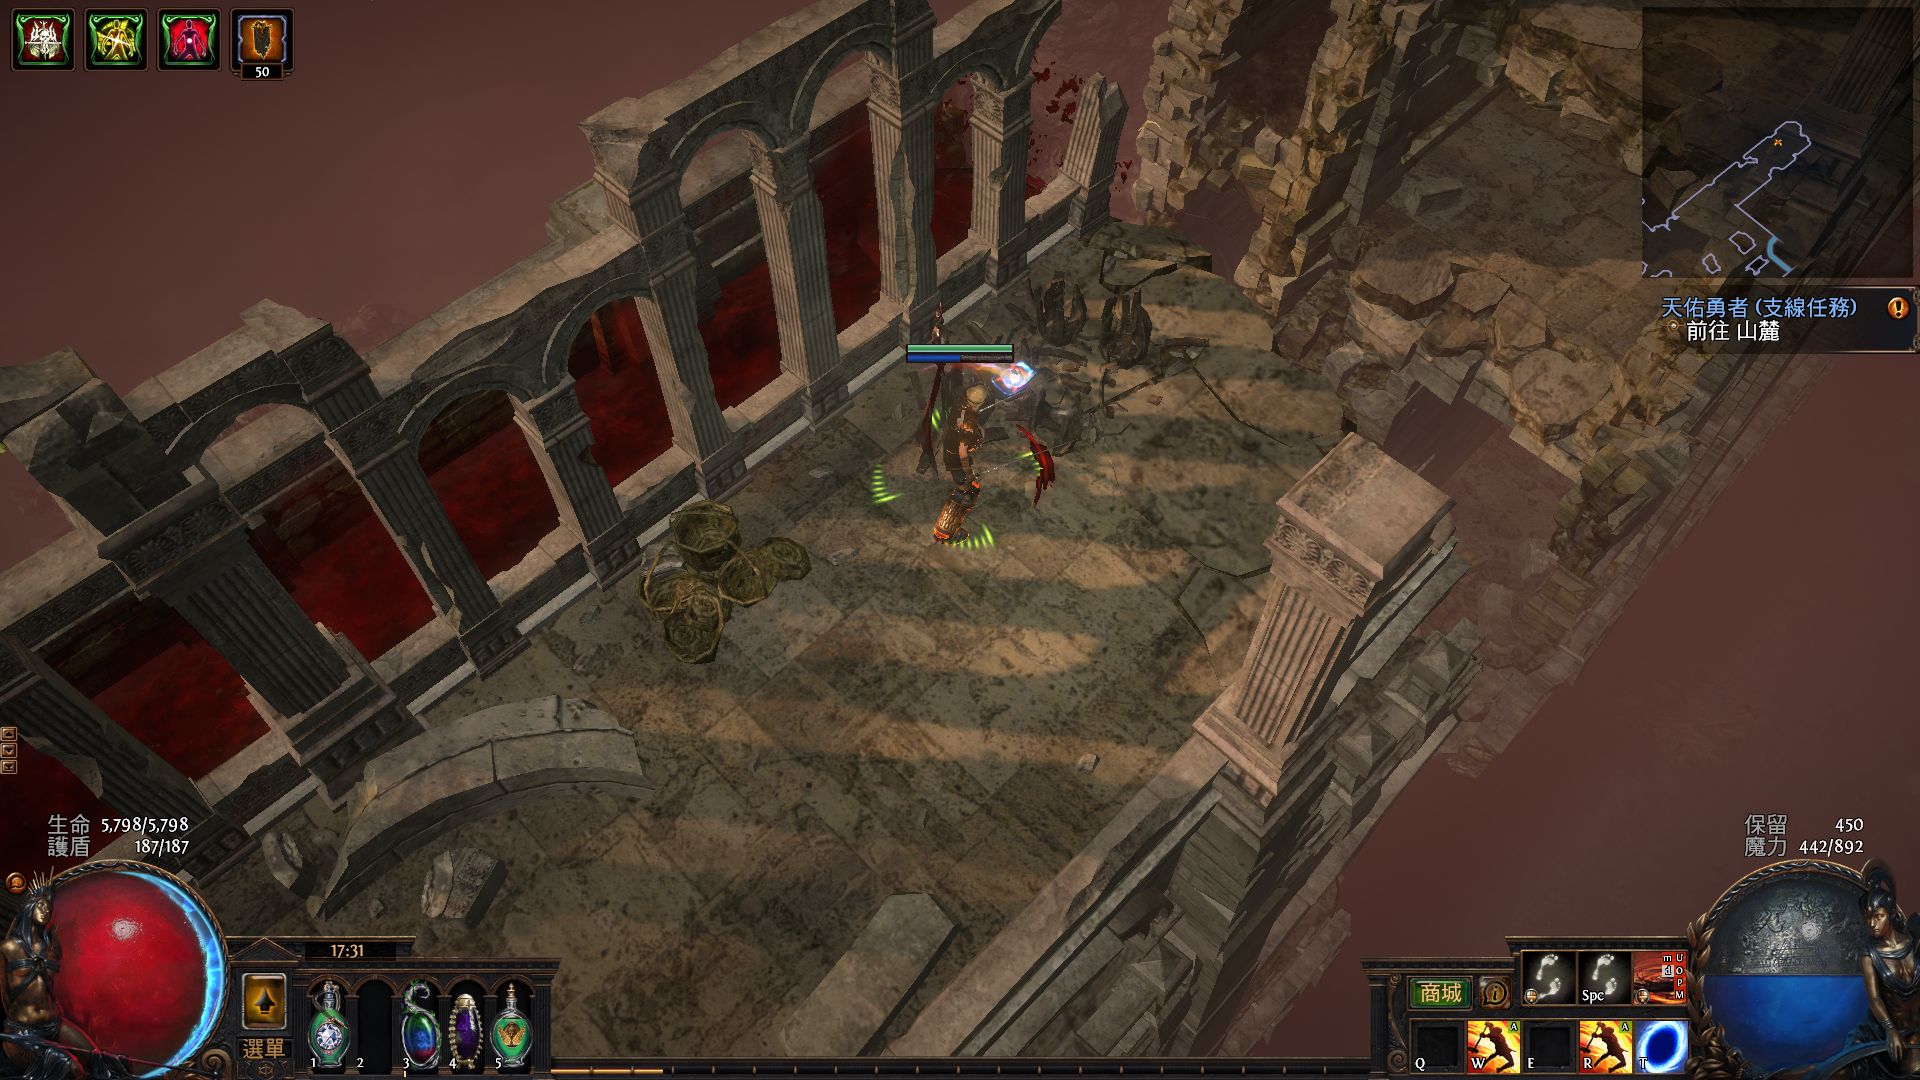 50
天佑勇者 (支線任務)
前往 山麓
生命 5,798/5,798
護盾 187/187
保留 450
魔力 442/892
17:31
選單
1
2
3
4
5
商城
Spc
m U
d O
P
M
Q
W A
E
R A
T